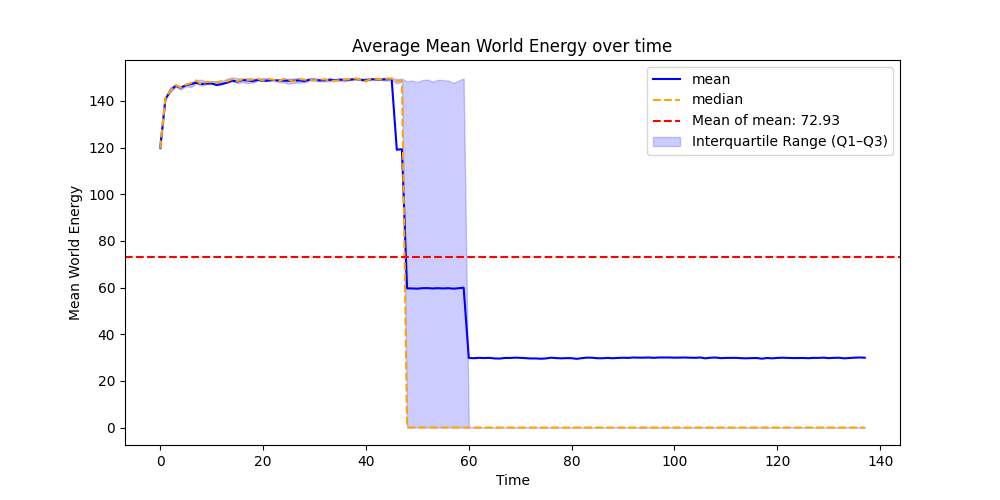 Average Mean World Energy over time
mean
median
Mean of mean: 72.93
Interquartile Range (Q1–Q3)
Mean World Energy
140
120
100
80
60
40
20
0
0 20 40 60 80 100 120 140
Time